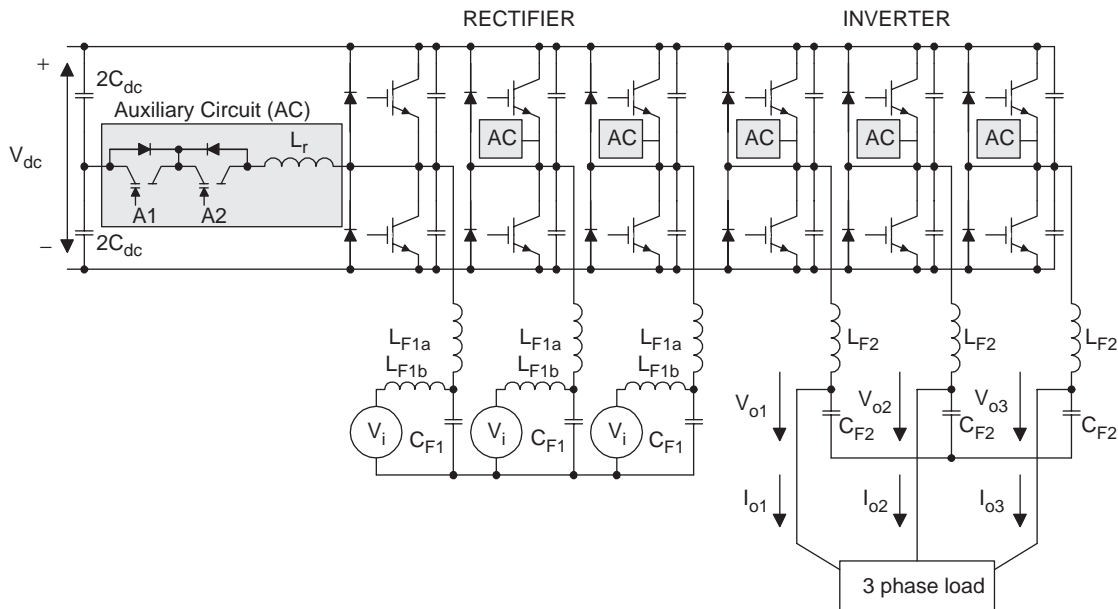 RECTIFIER INVERTER
+
2C_dc
Auxiliary Circuit (AC)
L_r
AC AC AC AC AC
V_dc
A1 A2
−
2C_dc
L_F1a L_F1a L_F1a L_F2 L_F2 L_F2
L_F1b L_F1b L_F1b
V_o1 V_o2 V_o3
V_i V_i V_i
C_F1 C_F1 C_F1 C_F2 C_F2 C_F2
I_o1 I_o2 I_o3
3 phase load